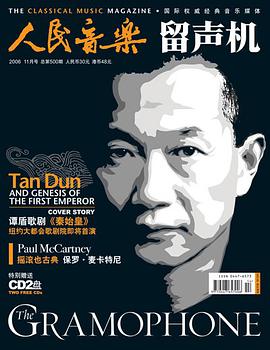 THE CLASSICAL MUSIC MAGAZINE • 国际权威经典音乐媒体
人民音樂 留声机
2006 11月号 总第500期 人民币30元 港币48元
Tan Dun
AND GENESIS OF
THE FIRST EMPEROR
COVER STORY
谭盾歌剧《秦始皇》
纽约大都会歌剧院即将首演
Paul McCartney
摇滚也古典 保罗·麦卡特尼
特别赠送
CD2盘
TWO FREE CDs
ISSN 0447-6573
The GRAMOPHONE